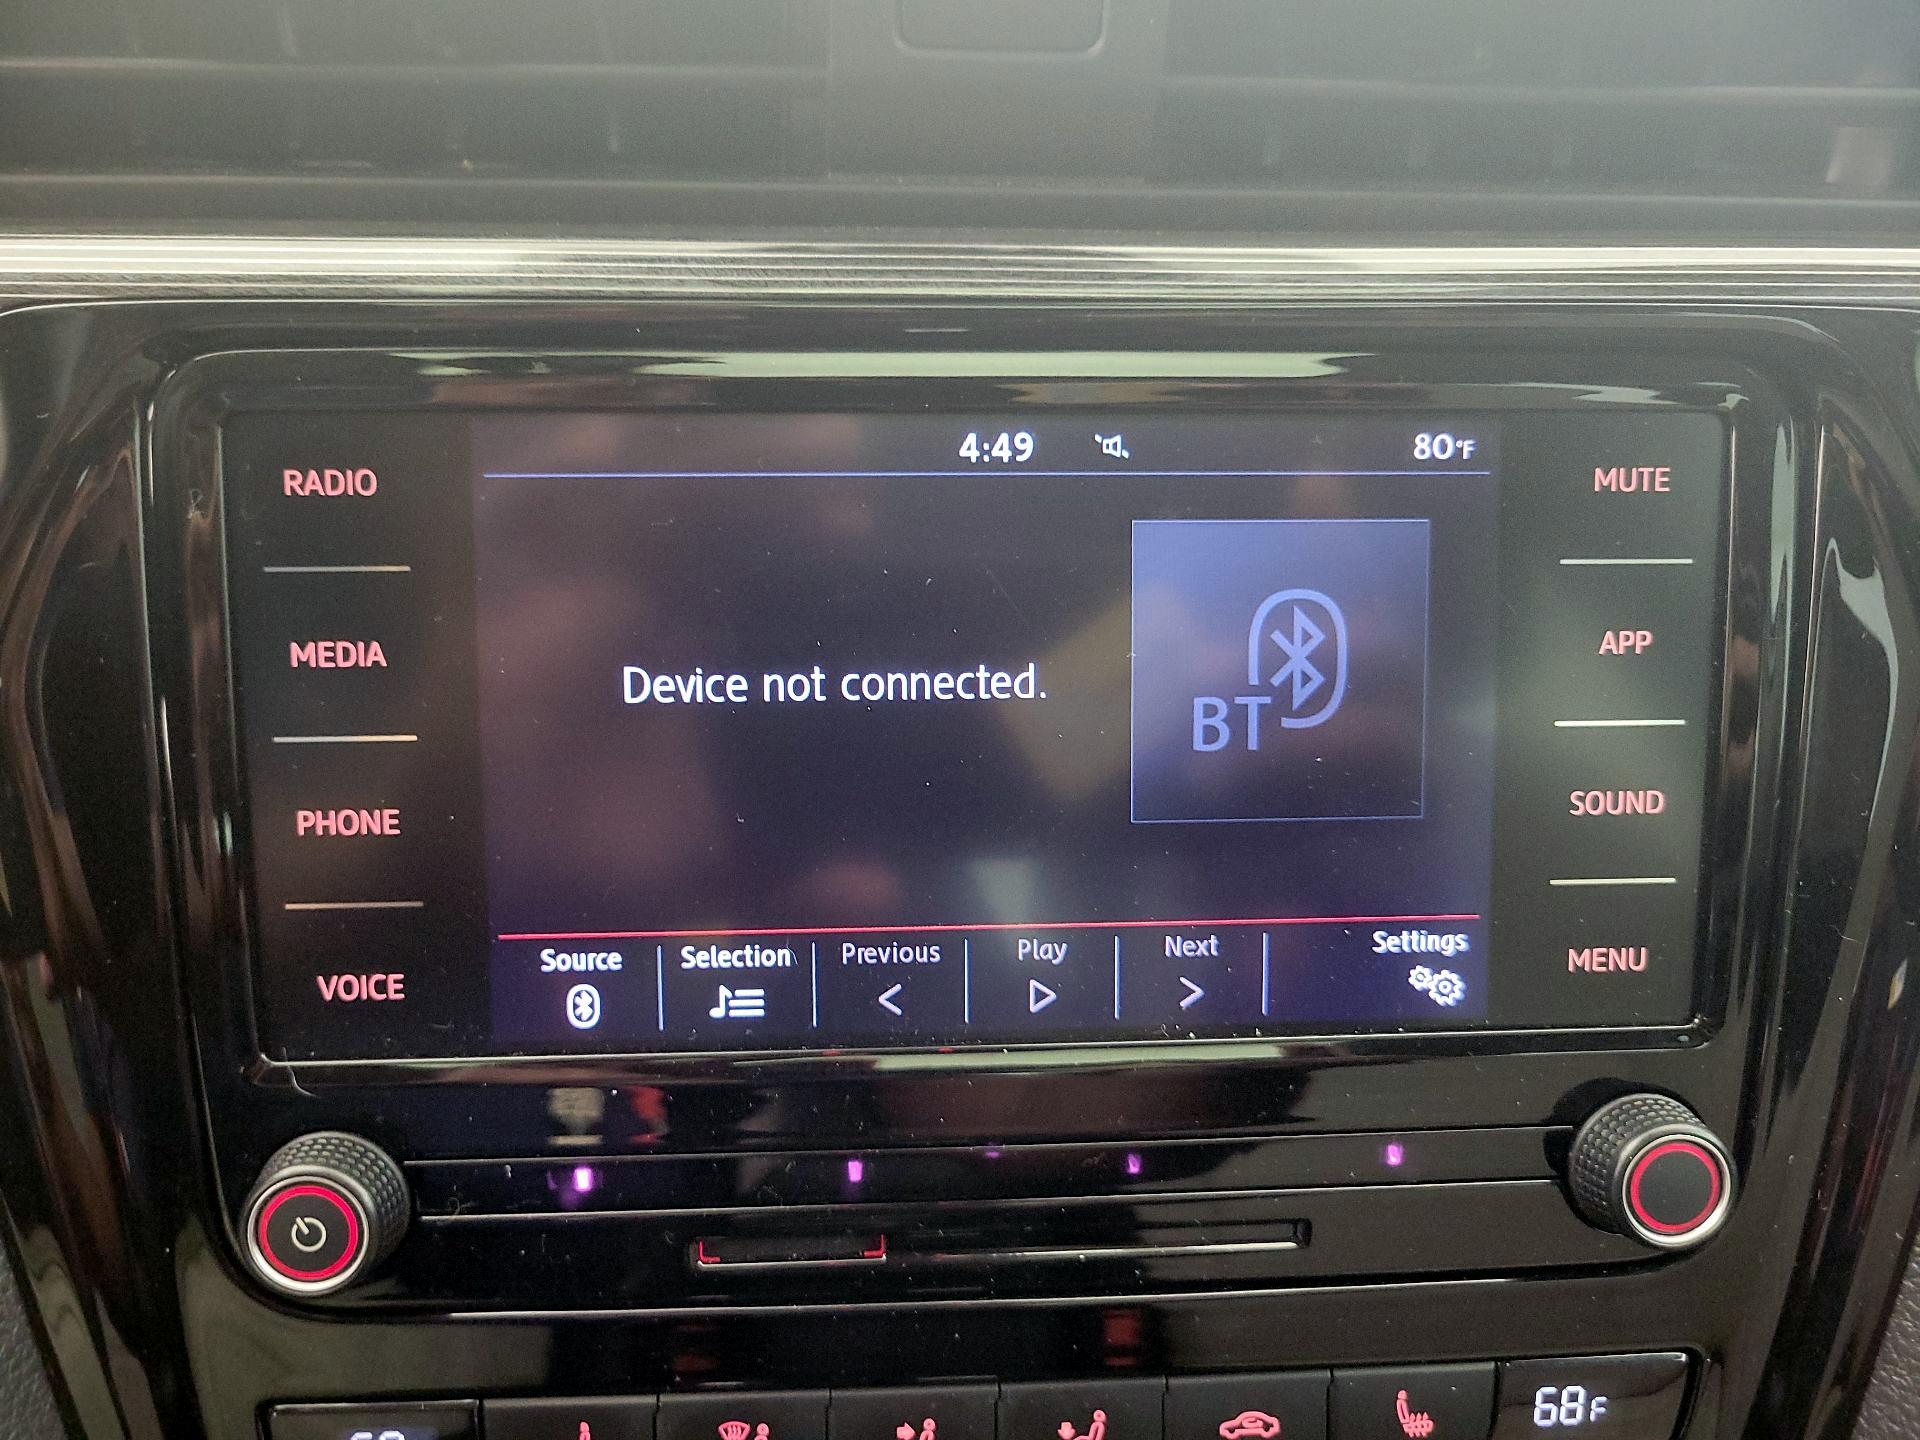 4:49 80°F
RADIO
MEDIA
PHONE
VOICE
Device not connected.
BT
Source Selection Previous Play Next Settings
MUTE
APP
SOUND
MENU
68F